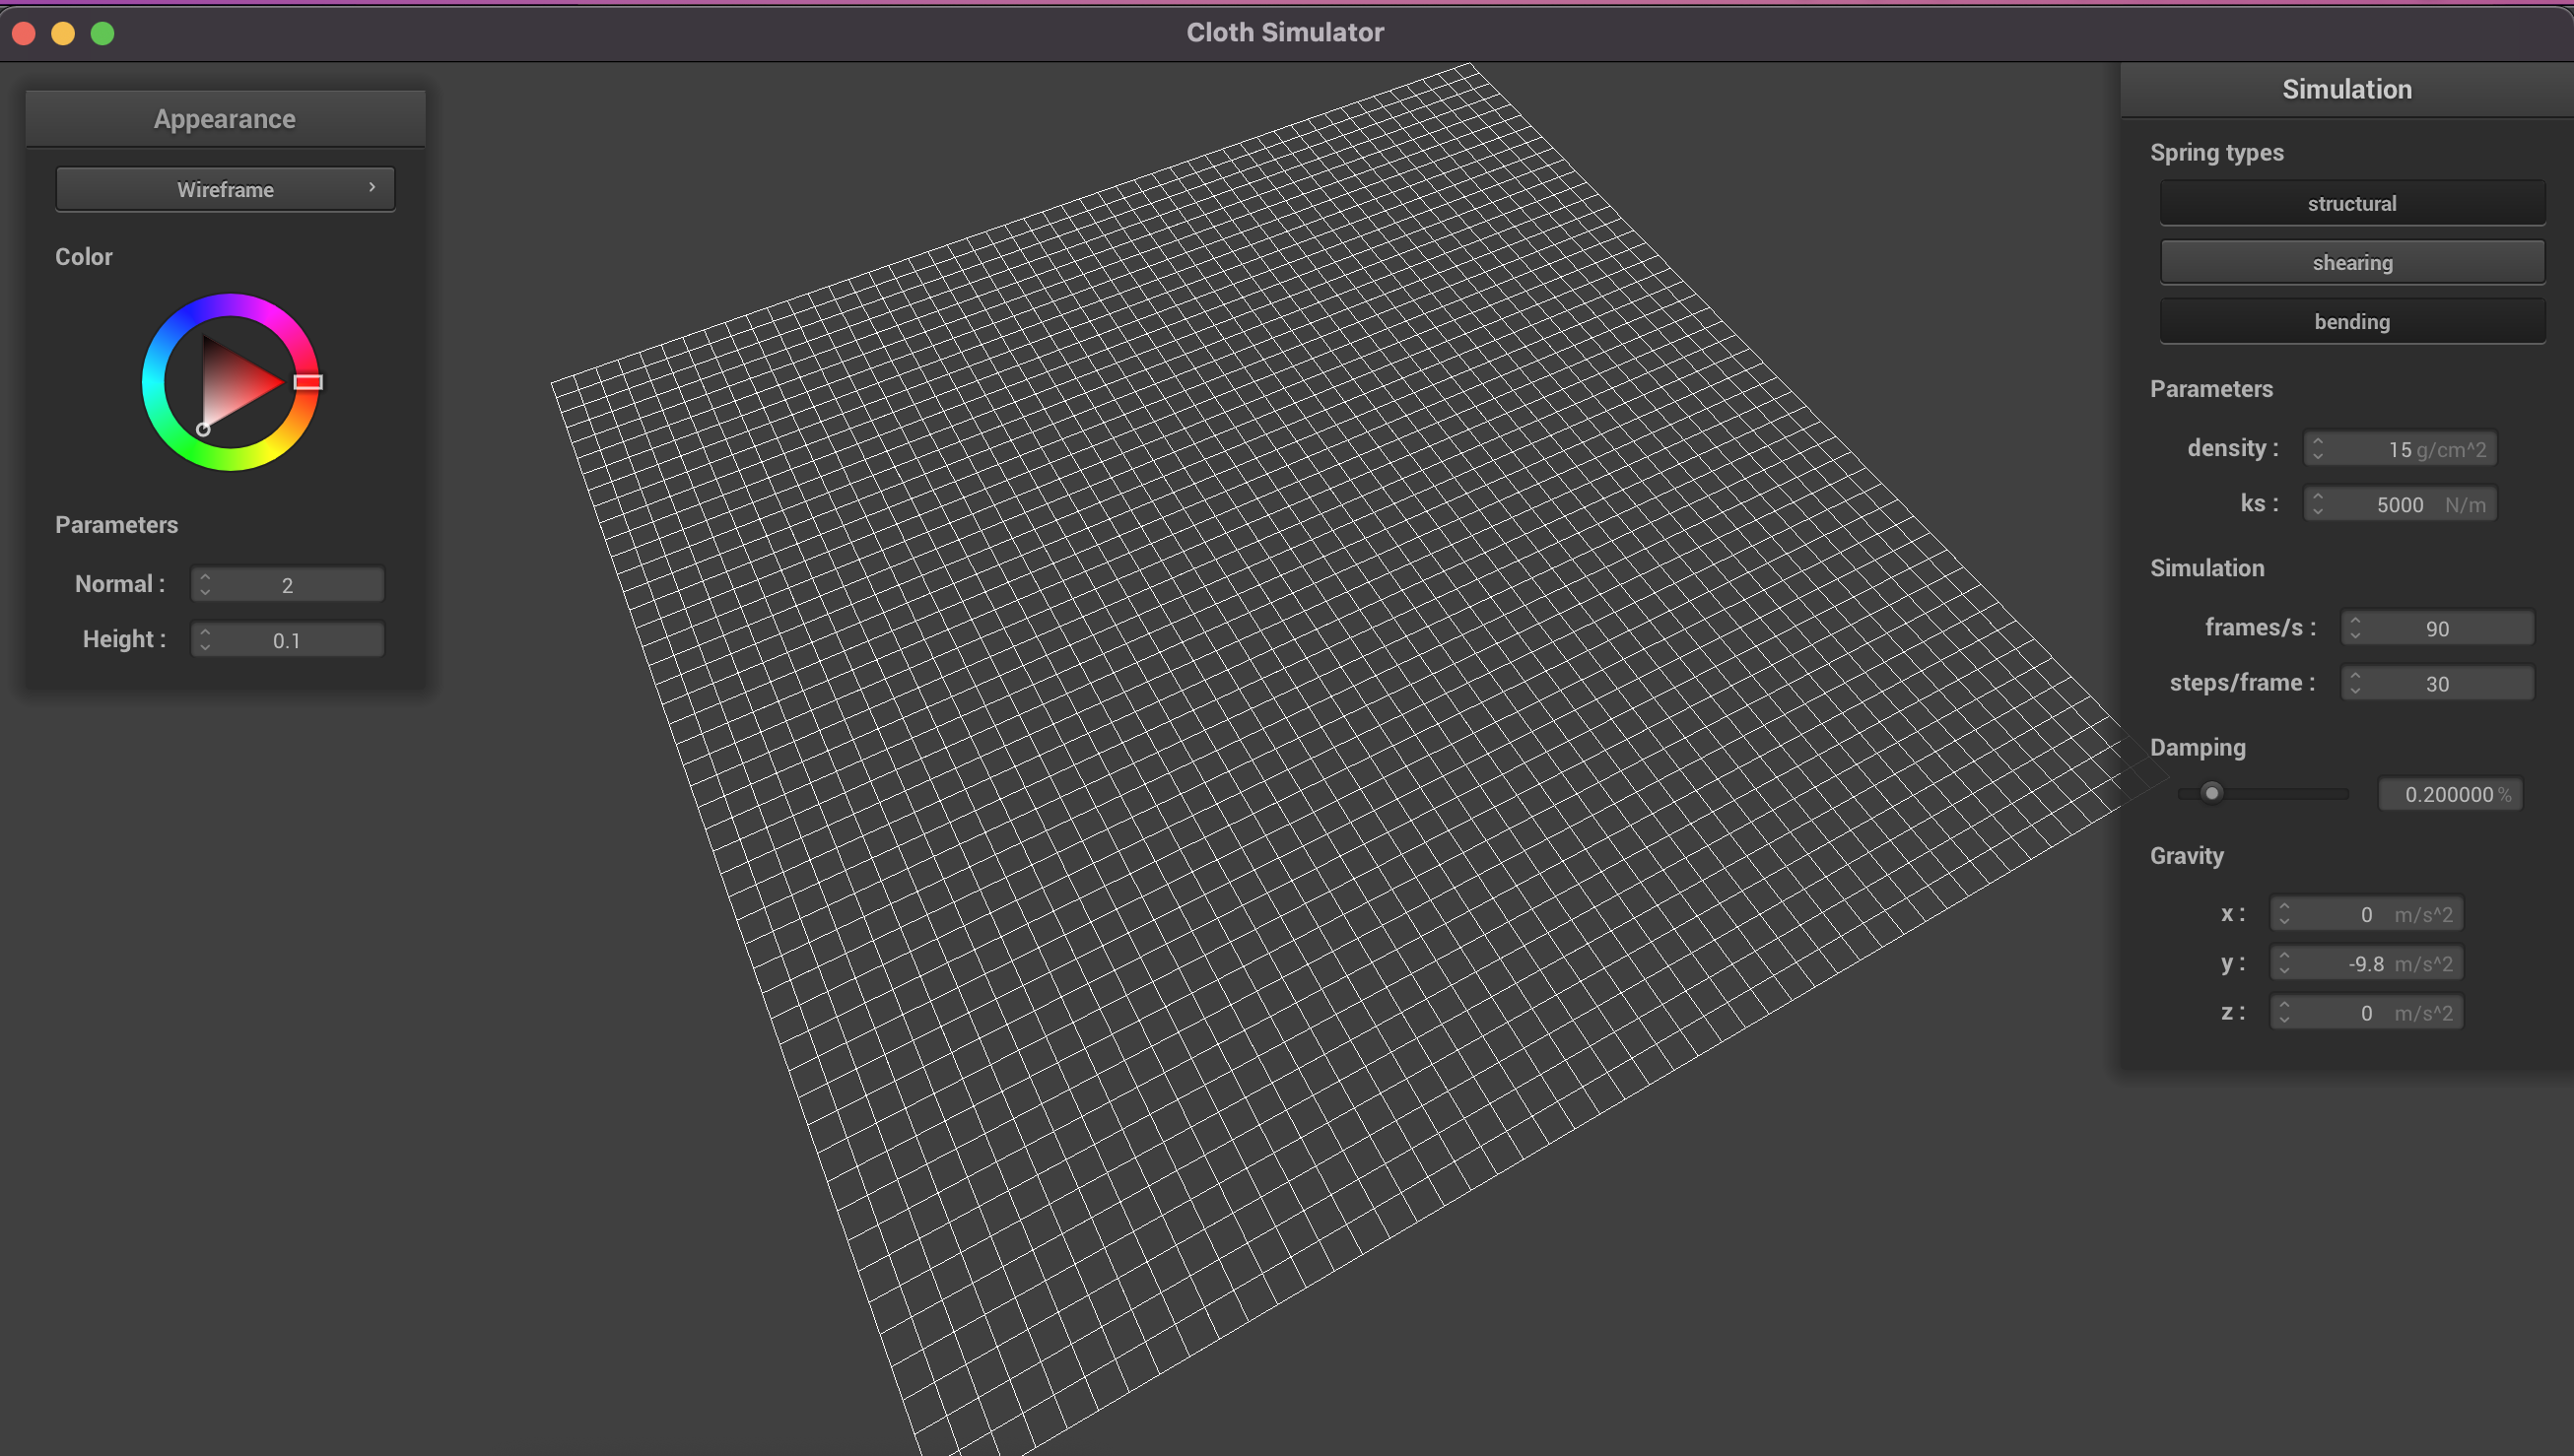 Cloth Simulator
Appearance
Wireframe
Color
Parameters
Normal : 2
Height : 0.1
Simulation
Spring types
structural
shearing
bending
Parameters
density : 15 g/cm^2
ks : 5000 N/m
Simulation
frames/s : 90
steps/frame : 30
Damping
0.200000 %
Gravity
x : 0 m/s^2
y : -9.8 m/s^2
z : 0 m/s^2